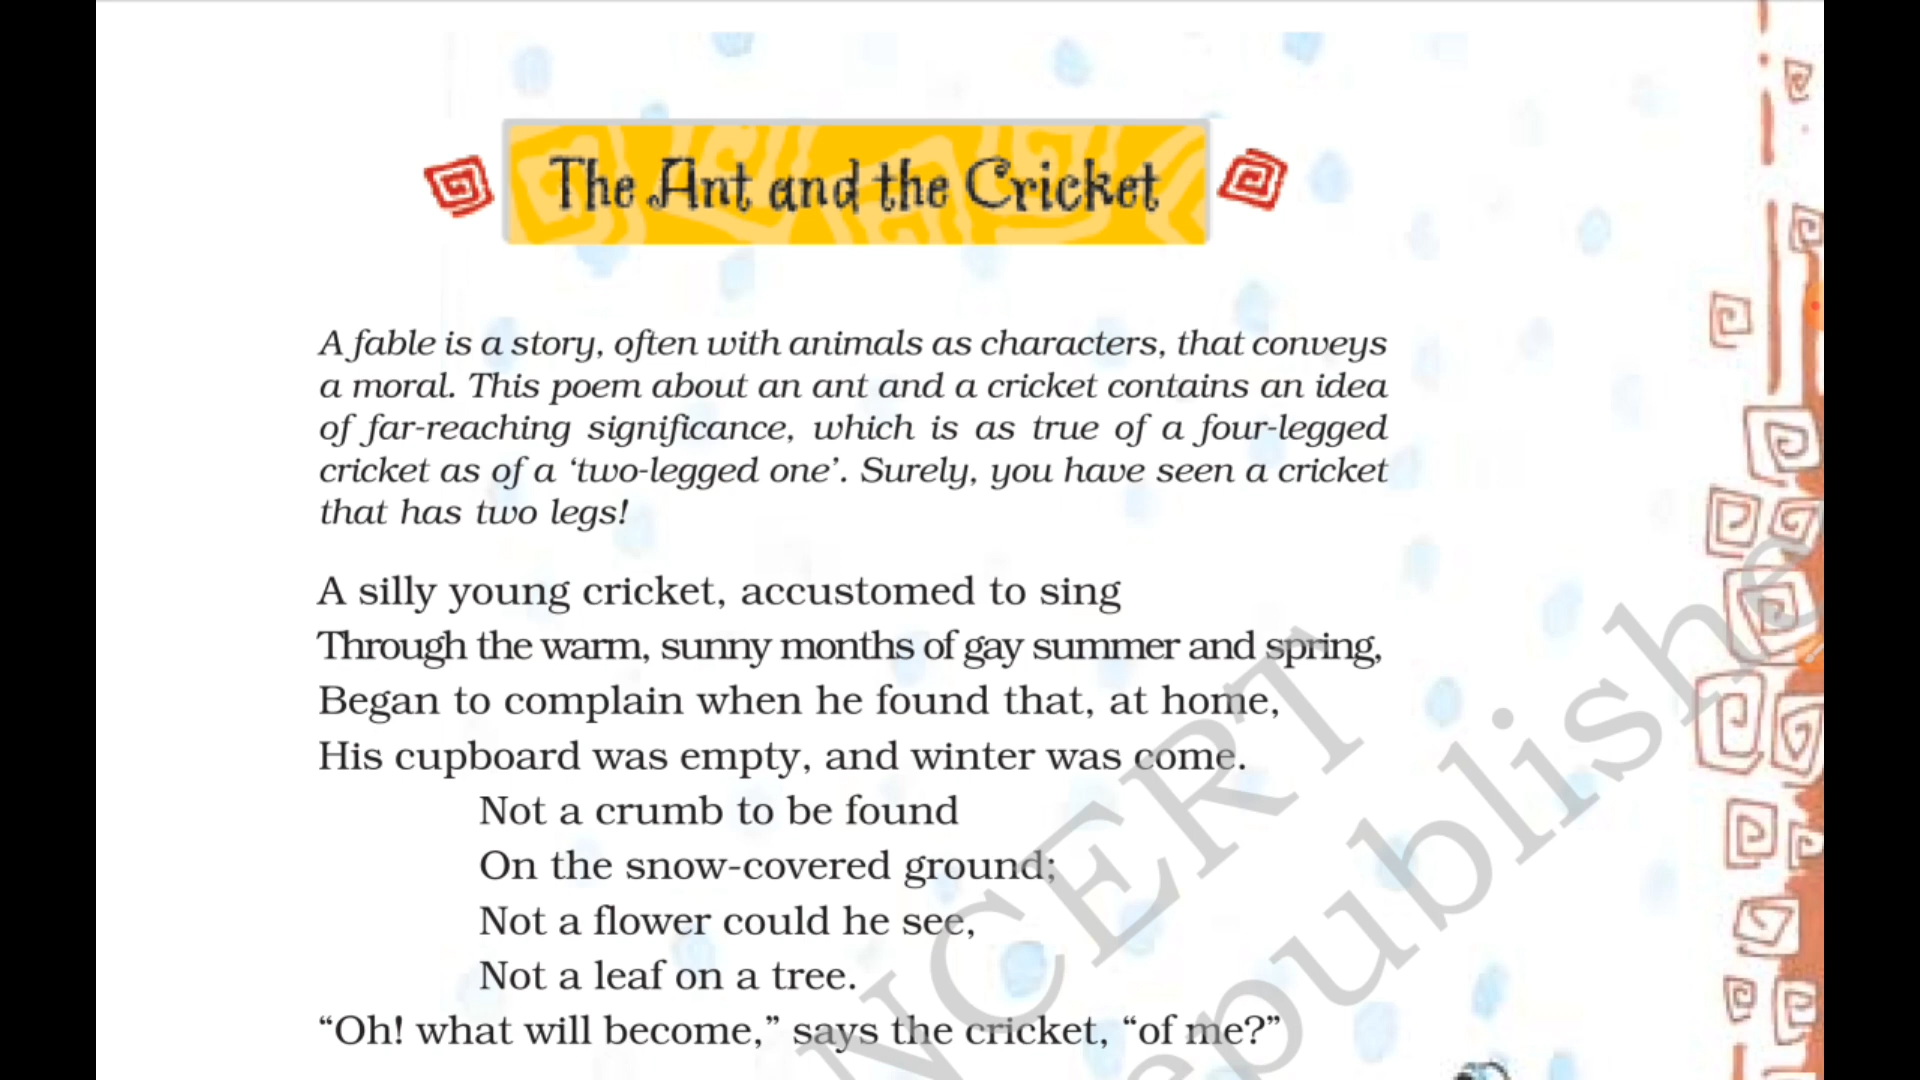 The Ant and the Cricket
A fable is a story, often with animals as characters, that conveys
a moral. This poem about an ant and a cricket contains an idea
of far-reaching significance, which is as true of a four-legged
cricket as of a ‘two-legged one’. Surely, you have seen a cricket
that has two legs!
A silly young cricket, accustomed to sing
Through the warm, sunny months of gay summer and spring,
Began to complain when he found that, at home,
His cupboard was empty, and winter was come.
Not a crumb to be found
On the snow-covered ground;
Not a flower could he see,
Not a leaf on a tree.
“Oh! what will become,” says the cricket, “of me?”
NCERT
epublishe